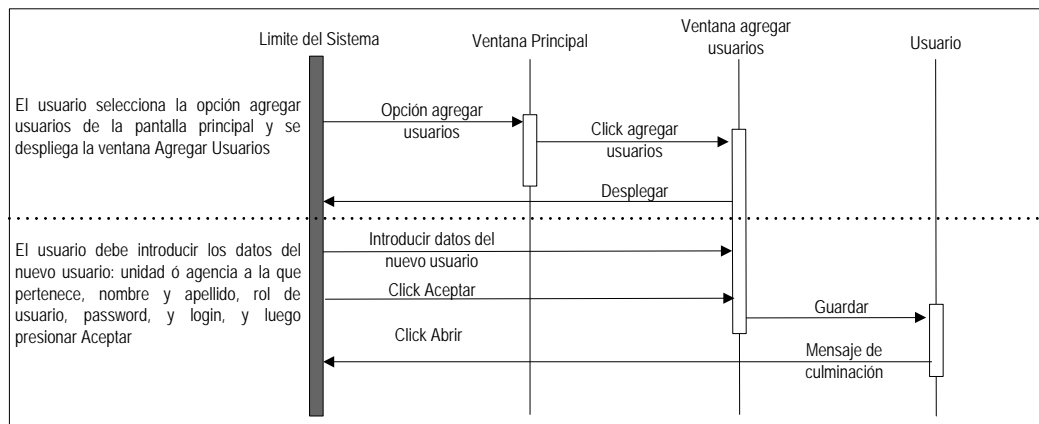 Limite del Sistema
Ventana Principal
Ventana agregar
usuarios
Usuario
El usuario selecciona la opción agregar
usuarios de la pantalla principal y se
despliega la ventana Agregar Usuarios
Opción agregar
usuarios
Click agregar
usuarios
Desplegar
El usuario debe introducir los datos del
nuevo usuario: unidad ó agencia a la que
pertenece, nombre y apellido, rol de
usuario, password, y login, y luego
presionar Aceptar
Introducir datos del
nuevo usuario
Click Aceptar
Guardar
Click Abrir
Mensaje de
culminación